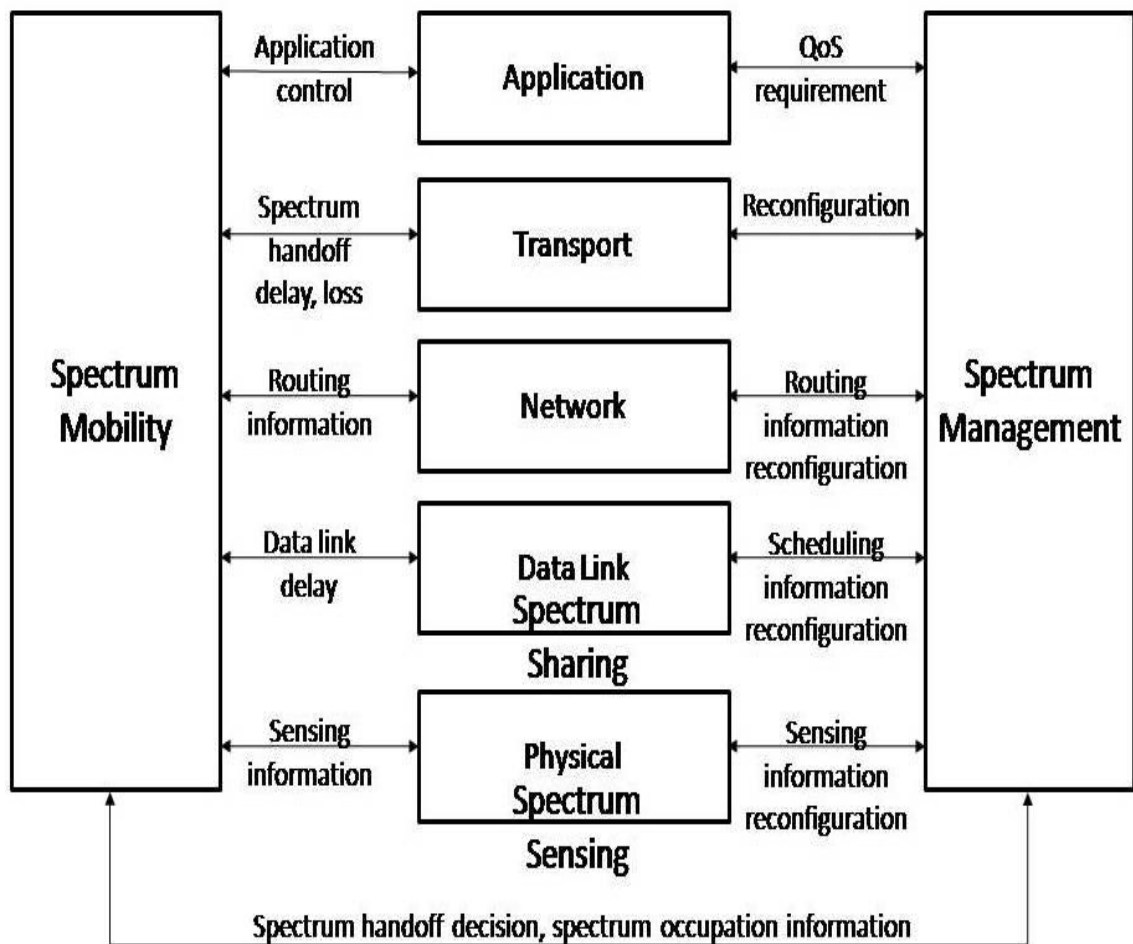 Application
control
Application
QoS
requirement
Spectrum
handoff
delay, loss
Transport
Reconfiguration
Spectrum
Mobility
Routing
information
Network
Routing
information
reconfiguration
Spectrum
Management
Data link
delay
Data Link
Spectrum
Sharing
Scheduling
information
reconfiguration
Sensing
information
Physical
Spectrum
Sensing
Sensing
information
reconfiguration
Spectrum handoff decision, spectrum occupation information